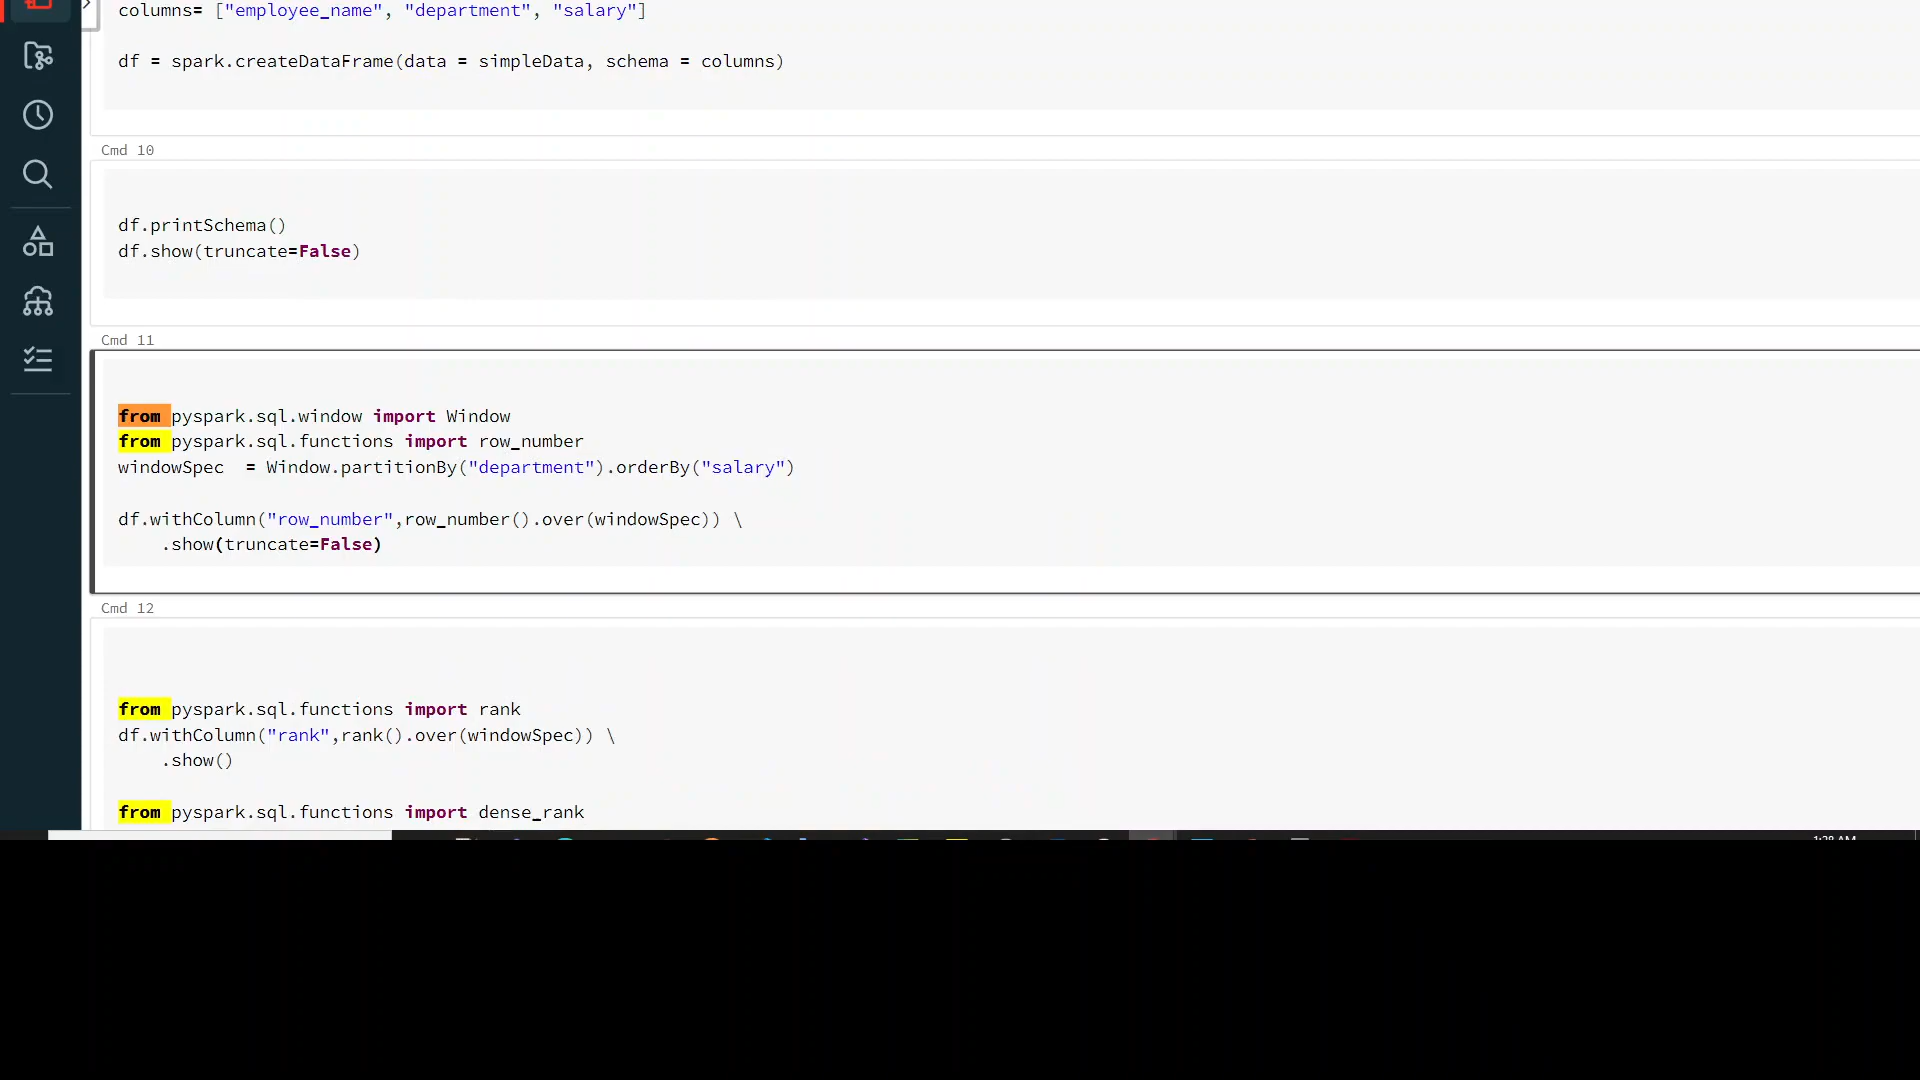 columns= ["employee_name", "department", "salary"]
df = spark.createDataFrame(data = simpleData, schema = columns)
Cmd 10
df.printSchema()
df.show(truncate=False)
Cmd 11
from pyspark.sql.window import Window
from pyspark.sql.functions import row_number
windowSpec  = Window.partitionBy("department").orderBy("salary")
df.withColumn("row_number",row_number().over(windowSpec)) \
    .show(truncate=False)
Cmd 12
from pyspark.sql.functions import rank
df.withColumn("rank",rank().over(windowSpec)) \
    .show()
from pyspark.sql.functions import dense_rank